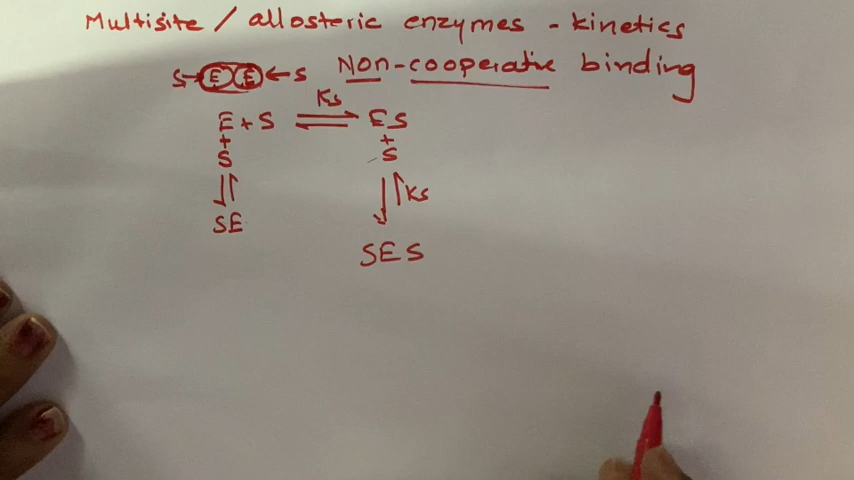 Multisite / allosteric enzymes - kinetics
S→ E E ←S Non-cooperative binding
Ks
E + S ⇌ ES
+ +
S S
⇃↾ ⇃↾ Ks
SE
SES